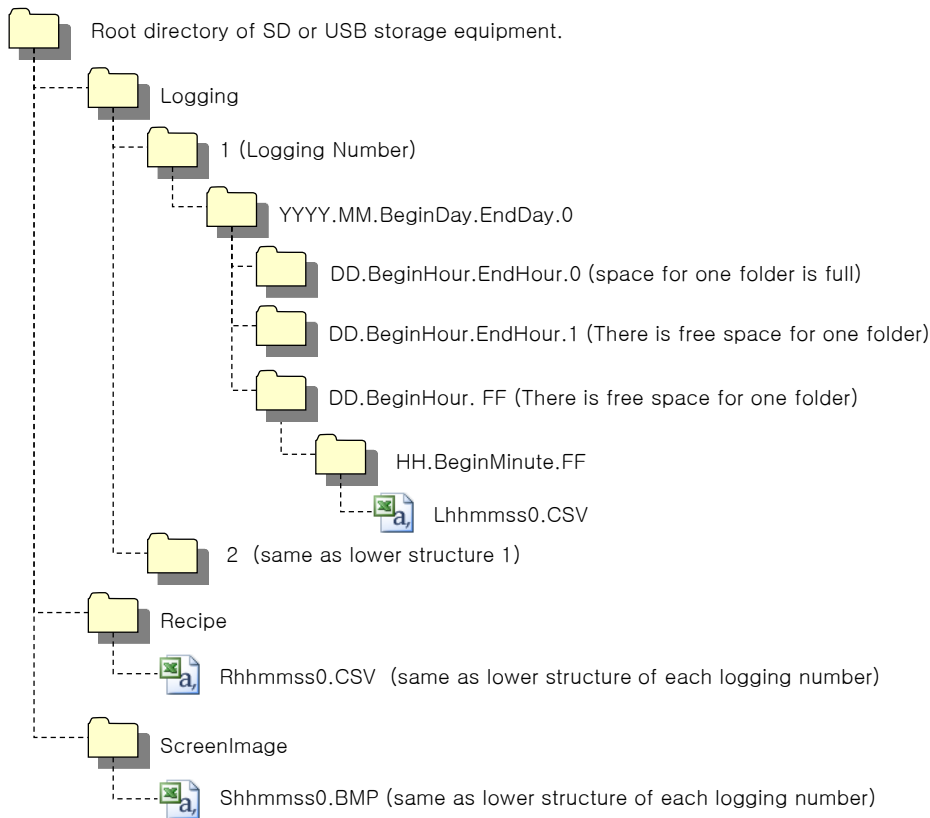 Root directory of SD or USB storage equipment.
Logging
1 (Logging Number)
YYYY.MM.BeginDay.EndDay.0
DD.BeginHour.EndHour.0 (space for one folder is full)
DD.BeginHour.EndHour.1 (There is free space for one folder)
DD.BeginHour. FF (There is free space for one folder)
HH.BeginMinute.FF
Lhhmmss0.CSV
2 (same as lower structure 1)
Recipe
Rhhmmss0.CSV (same as lower structure of each logging number)
ScreenImage
Shhmmss0.BMP (same as lower structure of each logging number)